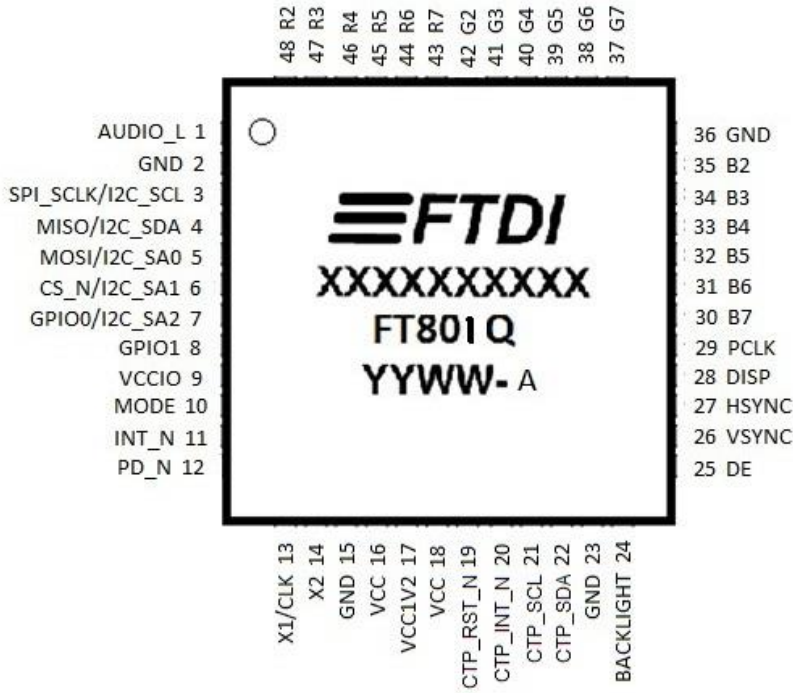 48 R2
47 R3
46 R4
45 R5
44 R6
43 R7
42 G2
41 G3
40 G4
39 G5
38 G6
37 G7
AUDIO_L 1
GND 2
SPI_SCLK/I2C_SCL 3
MISO/I2C_SDA 4
MOSI/I2C_SA0 5
CS_N/I2C_SA1 6
GPIO0/I2C_SA2 7
GPIO1 8
VCCIO 9
MODE 10
INT_N 11
PD_N 12
FTDI
XXXXXXXXXX
FT801Q
YYWW- A
36 GND
35 B2
34 B3
33 B4
32 B5
31 B6
30 B7
29 PCLK
28 DISP
27 HSYNC
26 VSYNC
25 DE
X1/CLK 13
X2 14
GND 15
VCC 16
VCC1V2 17
VCC 18
CTP_RST_N 19
CTP_INT_N 20
CTP_SCL 21
CTP_SDA 22
GND 23
BACKLIGHT 24